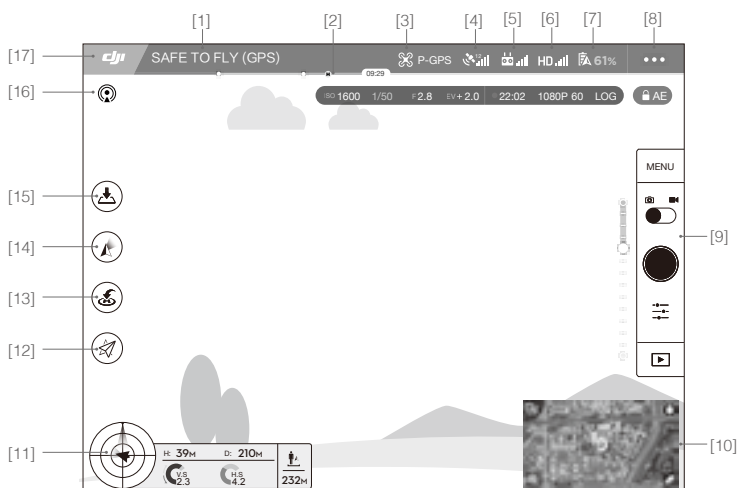 [1] [2] [3] [4] [5] [6] [7] [8]
[17] dji SAFE TO FLY (GPS) P-GPS 12 HD 61%
09:29
[16] ISO 1600 1/50 F 2.8 EV +2.0 22:02 1080P 60 LOG AE
MENU
[15]
[14] [9]
[13]
[12]
[11] H: 39M D: 210M [10]
V.S 2.3 H.S 4.2 232M